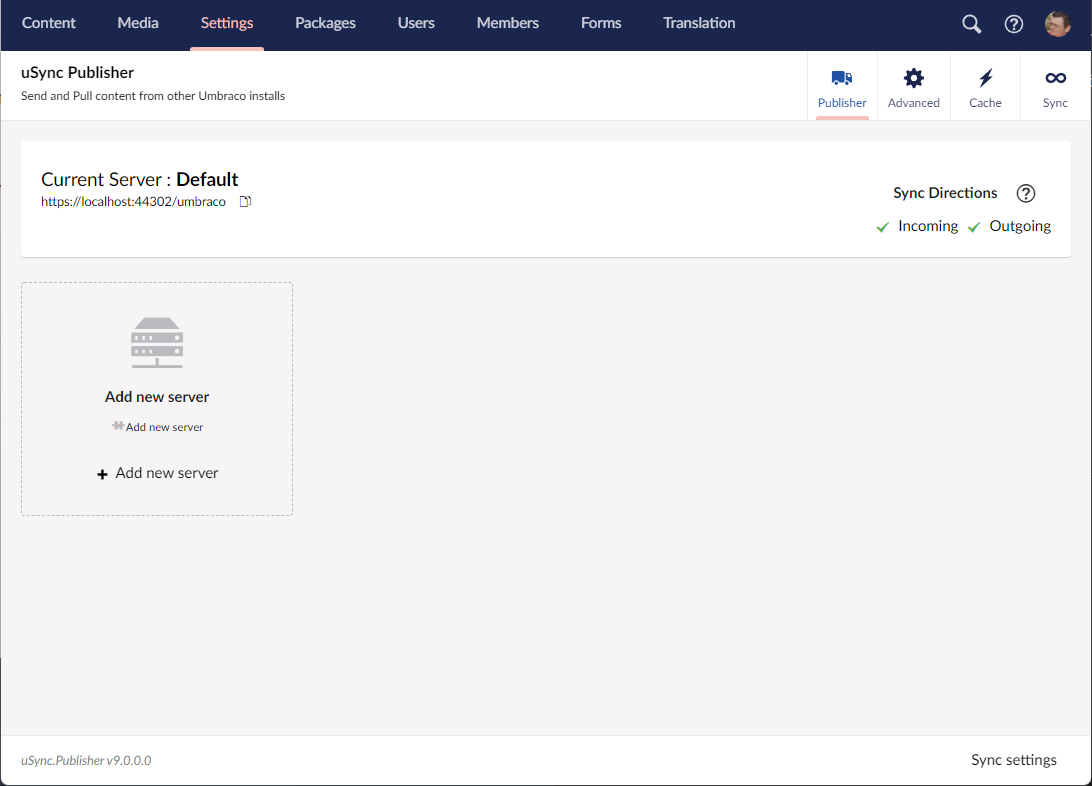 Content Media Settings Packages Users Members Forms Translation
uSync Publisher
Send and Pull content from other Umbraco installs
Publisher Advanced Cache Sync
Current Server : Default
https://localhost:44302/umbraco
Sync Directions
Incoming Outgoing
Add new server
Add new server
Add new server
uSync.Publisher v9.0.0.0
Sync settings